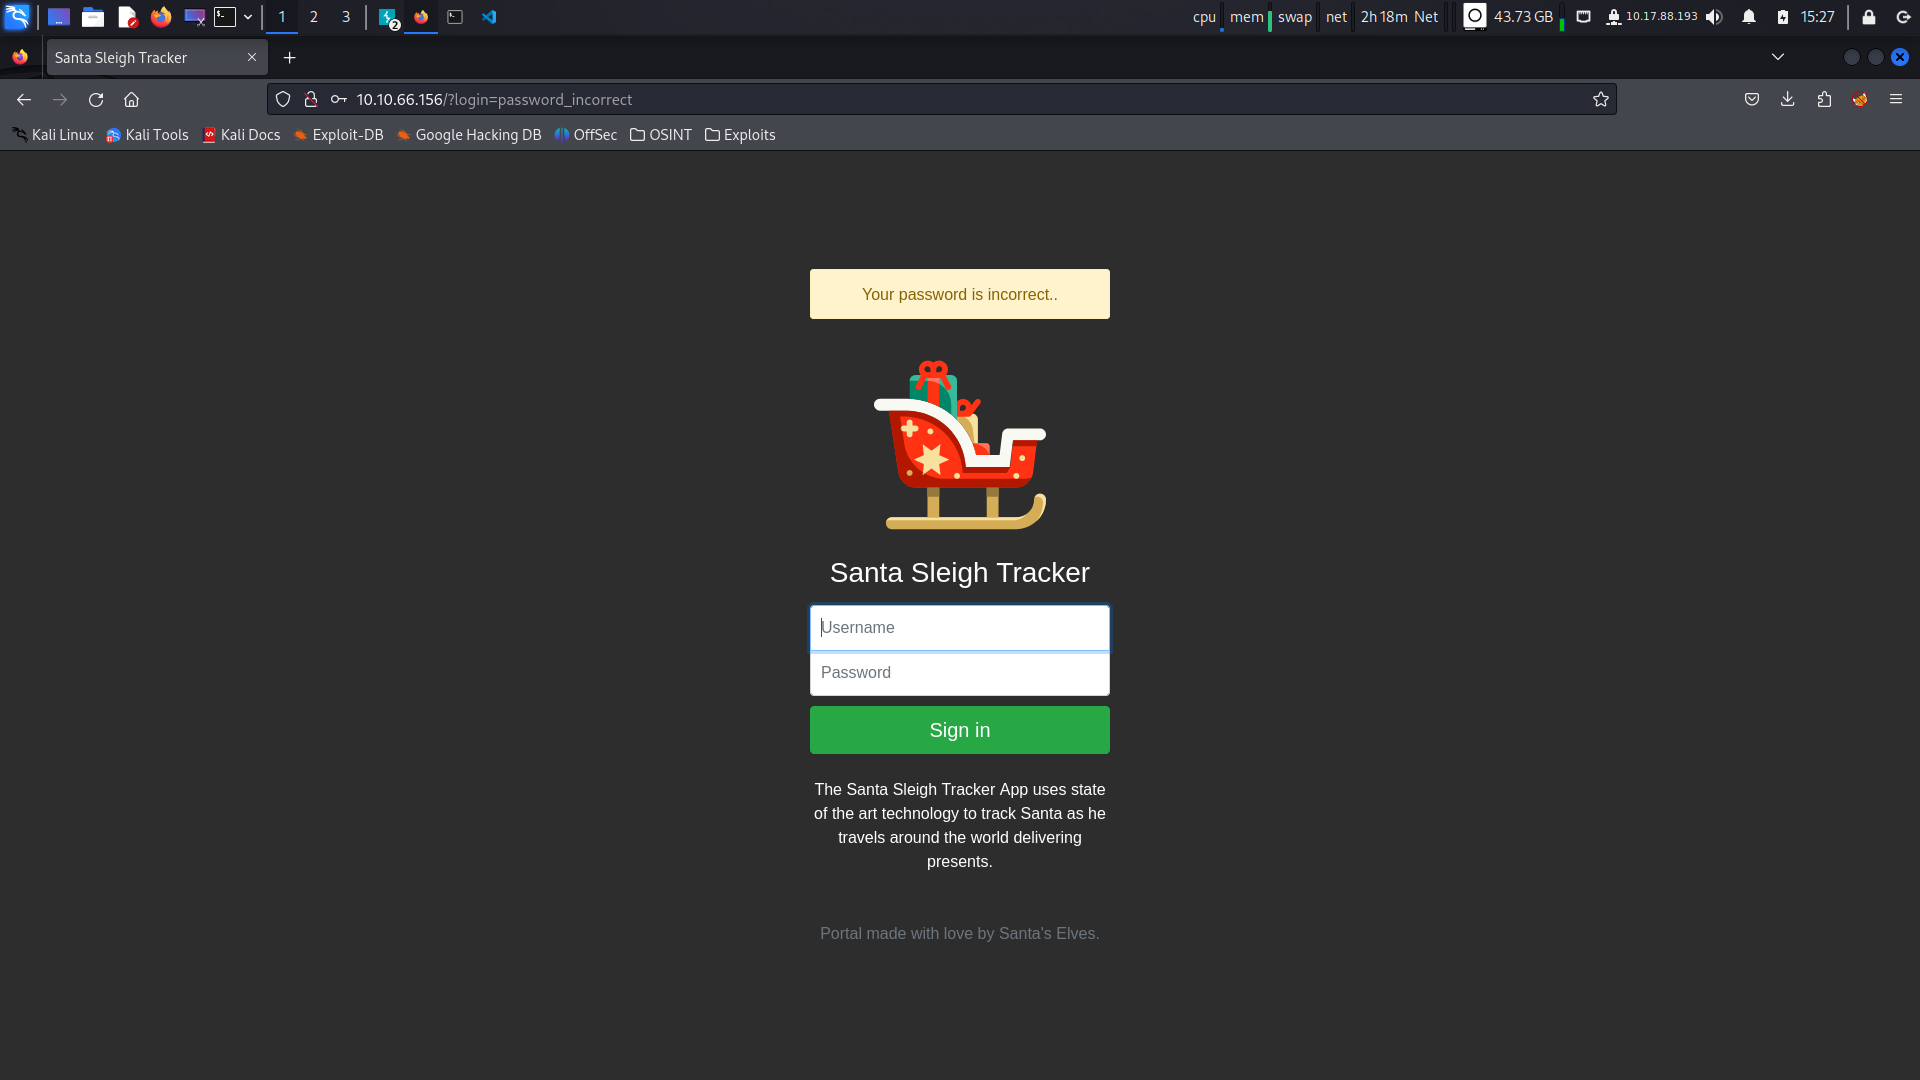 1 2 3 2 cpu mem swap net 2h 18m Net 43.73 GB 10.17.88.193 15:27
Santa Sleigh Tracker
10.10.66.156/?login=password_incorrect
Kali Linux Kali Tools Kali Docs Exploit-DB Google Hacking DB OffSec OSINT Exploits
Your password is incorrect..
Santa Sleigh Tracker
Username
Password
Sign in
The Santa Sleigh Tracker App uses state
of the art technology to track Santa as he
travels around the world delivering
presents.
Portal made with love by Santa's Elves.